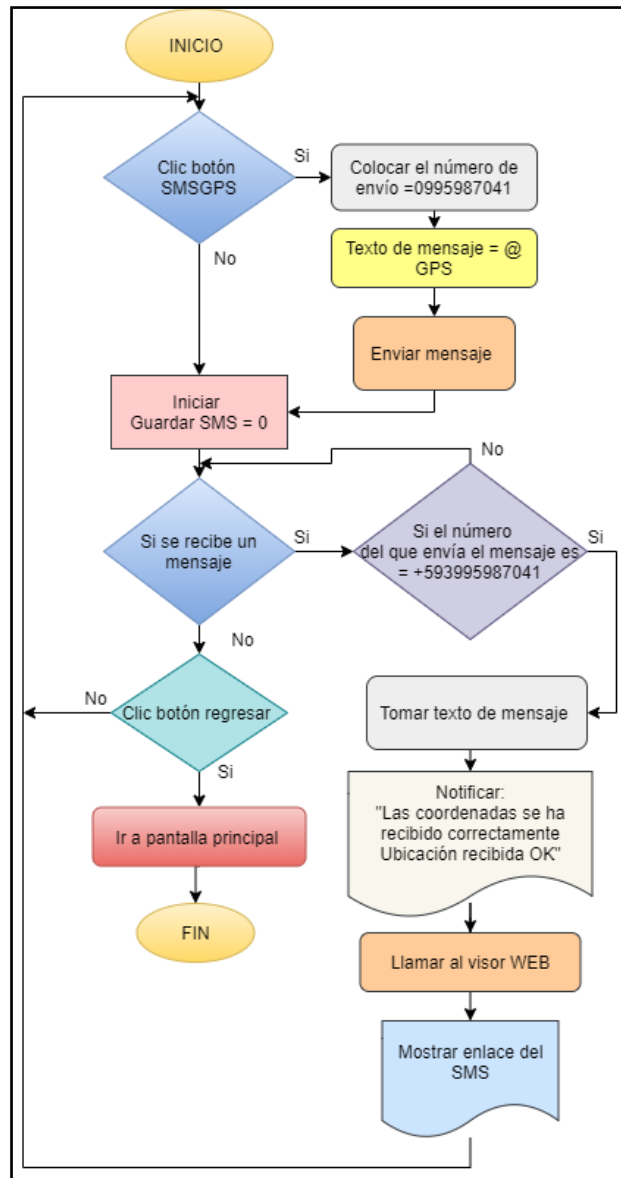 INICIO
Clic botón
SMSGPS
Si
Colocar el número de
envío =0995987041
Texto de mensaje = @
GPS
Enviar mensaje
No
Iniciar
Guardar SMS = 0
Si se recibe un
mensaje
Si
No
Si el número
del que envía el mensaje es
= +593995987041
Si
No
Clic botón regresar
No
Si
Ir a pantalla principal
FIN
Tomar texto de mensaje
Notificar:
"Las coordenadas se ha
recibido correctamente
Ubicación recibida OK"
Llamar al visor WEB
Mostrar enlace del
SMS